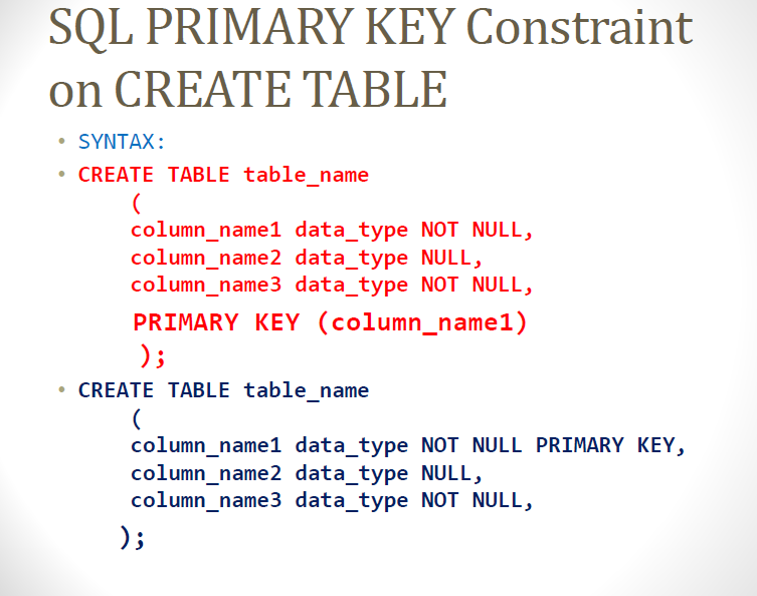 SQL PRIMARY KEY Constraint
on CREATE TABLE
• SYNTAX:
• CREATE TABLE table_name
(
column_name1 data_type NOT NULL,
column_name2 data_type NULL,
column_name3 data_type NOT NULL,
PRIMARY KEY (column_name1)
);
• CREATE TABLE table_name
(
column_name1 data_type NOT NULL PRIMARY KEY,
column_name2 data_type NULL,
column_name3 data_type NOT NULL,
);